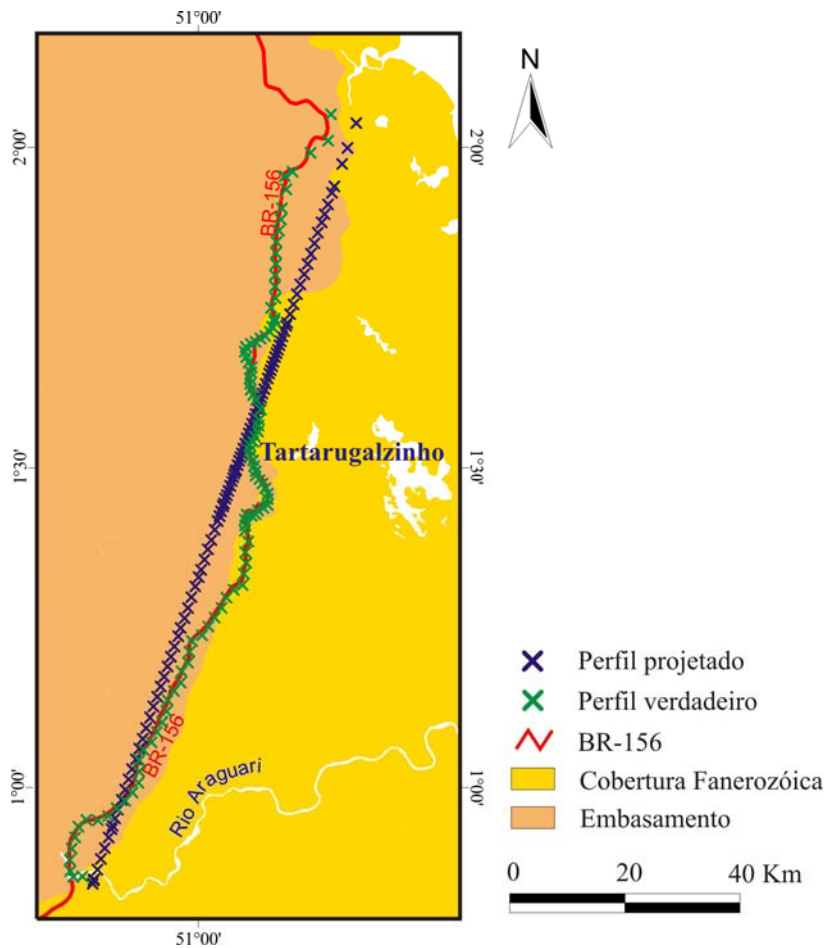 51°00'
N
2°00'
2°00'
BR-156
Tartarugalzinho
1°30'
1°30'
Perfil projetado
Perfil verdadeiro
BR-156
BR-156
Rio Araguari
1°00'
1°00'
Cobertura Fanerozóica
Embasamento
0 20 40 Km
51°00'